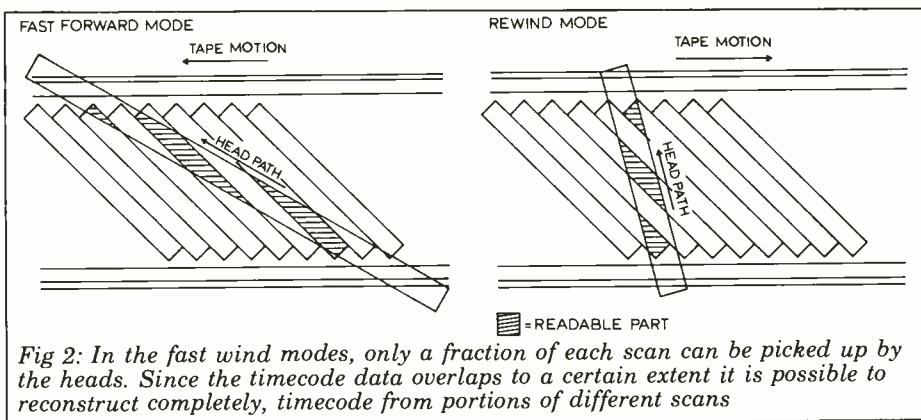 FAST FORWARD MODE
TAPE MOTION
HEAD PATH
REWIND MODE
TAPE MOTION
HEAD PATH
=READABLE PART
Fig 2: In the fast wind modes, only a fraction of each scan can be picked up by
the heads. Since the timecode data overlaps to a certain extent it is possible to
reconstruct completely, timecode from portions of different scans